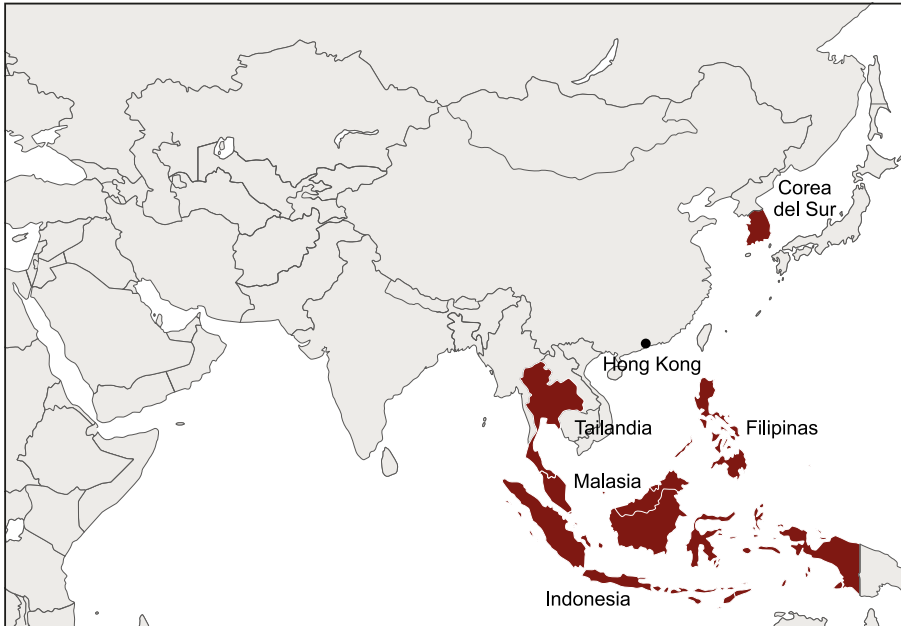 Corea
del Sur
Hong Kong
Tailandia
Filipinas
Malasia
Indonesia